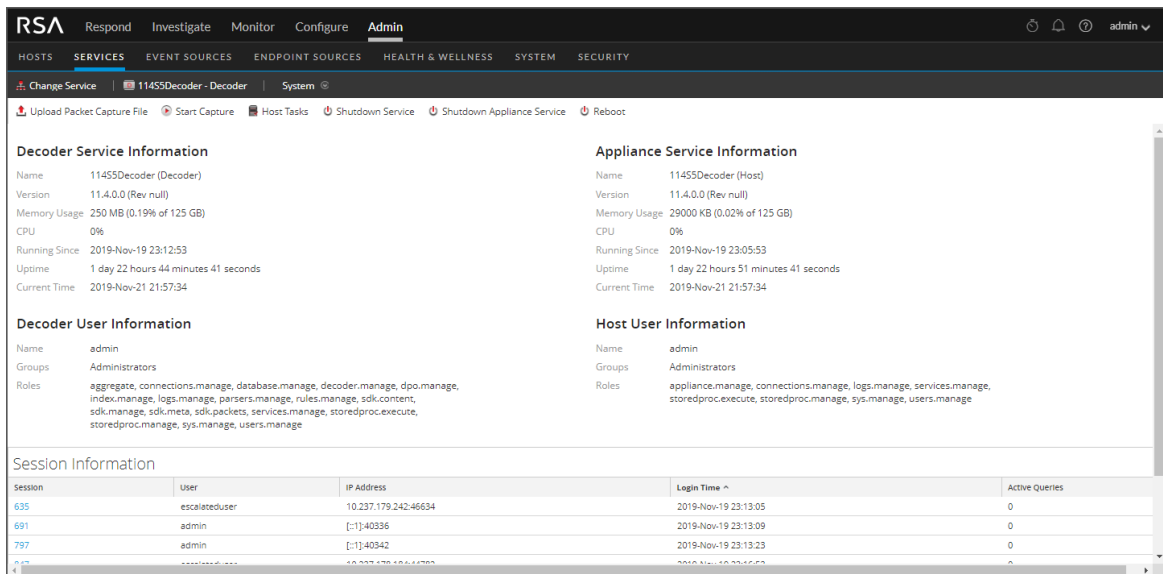 RSA Respond Investigate Monitor Configure Admin admin
HOSTS SERVICES EVENT SOURCES ENDPOINT SOURCES HEALTH & WELLNESS SYSTEM SECURITY
Change Service 114S5Decoder - Decoder System
Upload Packet Capture File Start Capture Host Tasks Shutdown Service Shutdown Appliance Service Reboot
Decoder Service Information
Name 114S5Decoder (Decoder)
Version 11.4.0.0 (Rev null)
Memory Usage 250 MB (0.19% of 125 GB)
CPU 0%
Running Since 2019-Nov-19 23:12:53
Uptime 1 day 22 hours 44 minutes 41 seconds
Current Time 2019-Nov-21 21:57:34
Appliance Service Information
Name 114S5Decoder (Host)
Version 11.4.0.0 (Rev null)
Memory Usage 29000 KB (0.02% of 125 GB)
CPU 0%
Running Since 2019-Nov-19 23:05:53
Uptime 1 day 22 hours 51 minutes 41 seconds
Current Time 2019-Nov-21 21:57:34
Decoder User Information
Name admin
Groups Administrators
Roles aggregate, connections.manage, database.manage, decoder.manage, dpo.manage,
index.manage, logs.manage, parsers.manage, rules.manage, sdk.content,
sdk.manage, sdk.meta, sdk.packets, services.manage, storedproc.execute,
storedproc.manage, sys.manage, users.manage
Host User Information
Name admin
Groups Administrators
Roles appliance.manage, connections.manage, logs.manage, services.manage,
storedproc.execute, storedproc.manage, sys.manage, users.manage
Session Information
Session User IP Address Login Time Active Queries
635 escalateduser 10.237.179.242:46634 2019-Nov-19 23:13:05 0
691 admin [::1]:40336 2019-Nov-19 23:13:09 0
797 admin [::1]:40342 2019-Nov-19 23:13:23 0